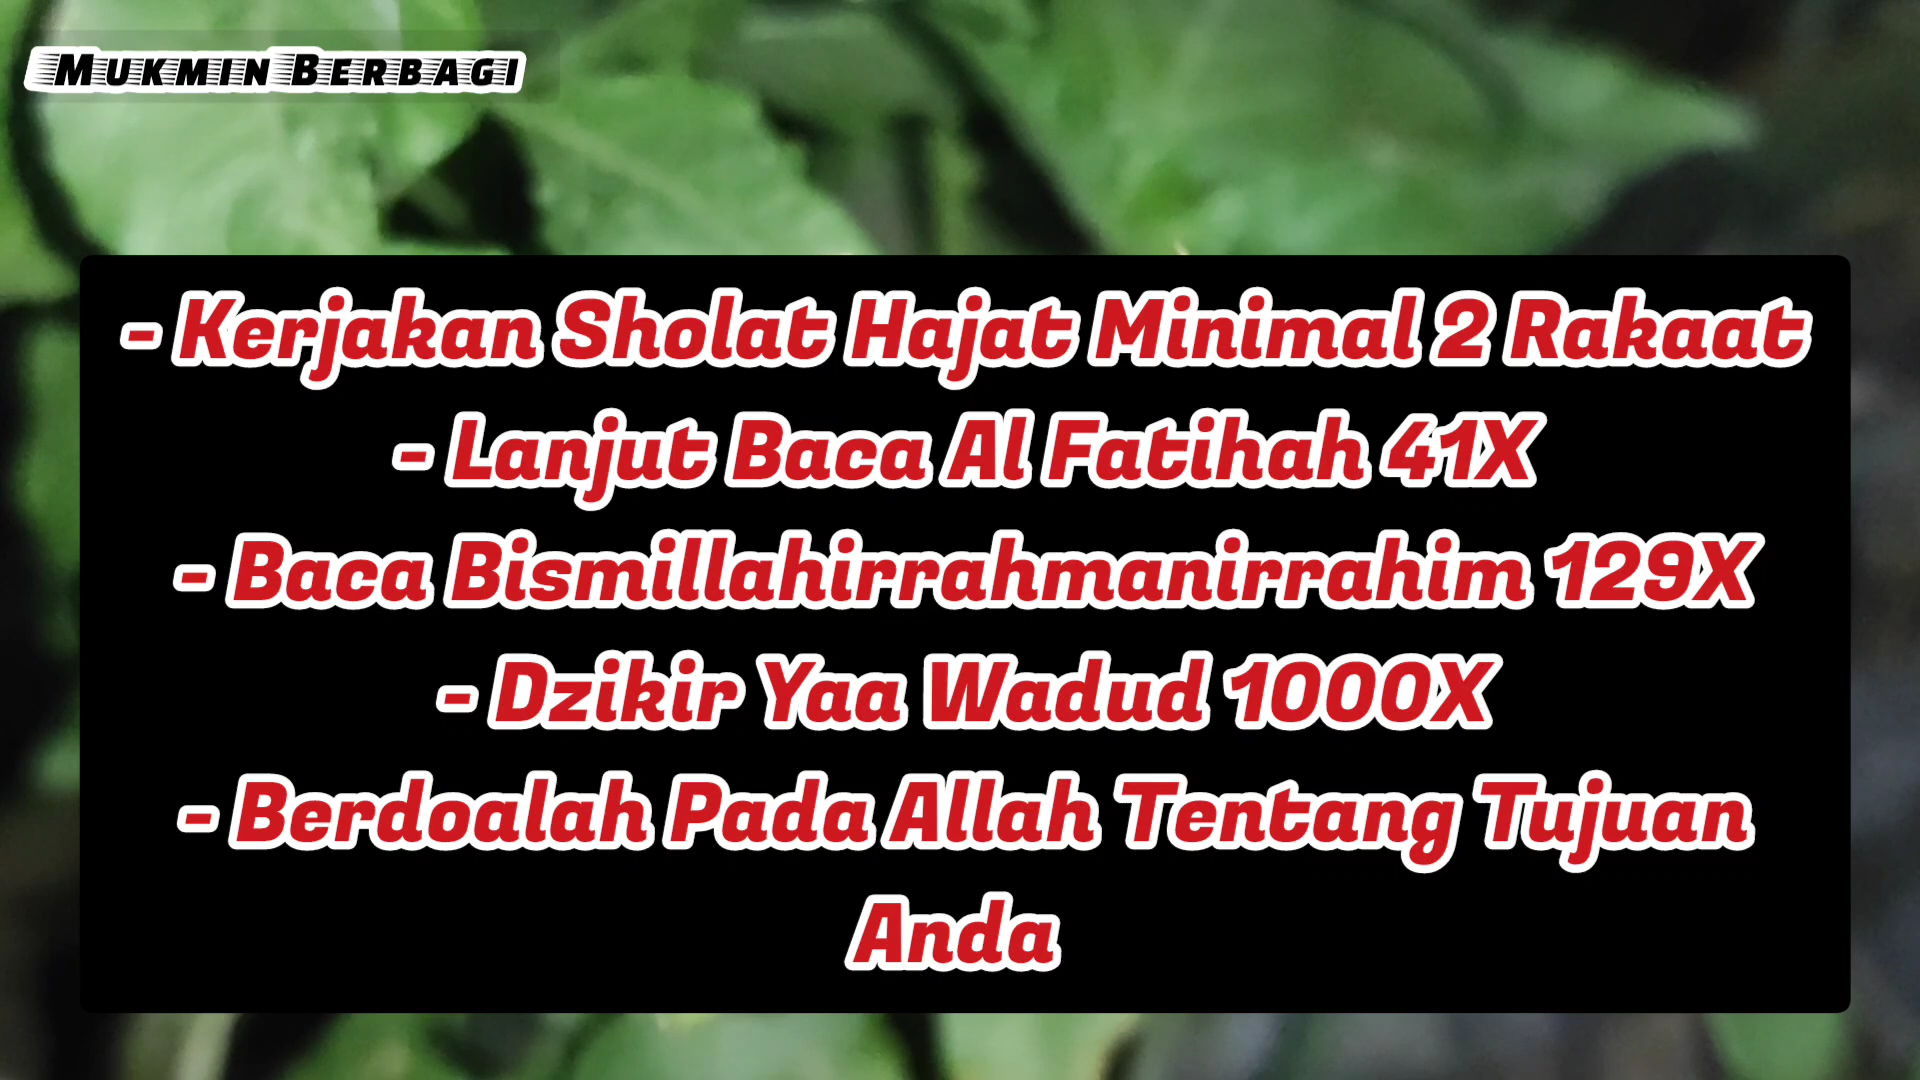 Mukmin Berbagi
- Kerjakan Sholat Hajat Minimal 2 Rakaat
- Lanjut Baca Al Fatihah 41X
- Baca Bismillahirrahmanirrahim 129X
- Dzikir Yaa Wadud 1000X
- Berdoalah Pada Allah Tentang Tujuan
Anda